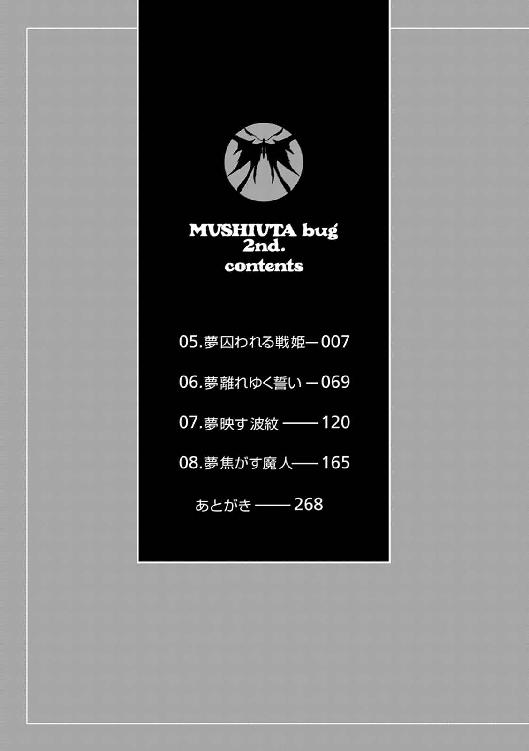 MUSHIUTA bug
2nd.
contents
05.夢囚われる戦姫—007
06.夢離れゆく誓い—069
07.夢映す波紋——120
08.夢焦がす魔人——165
あとがき——268